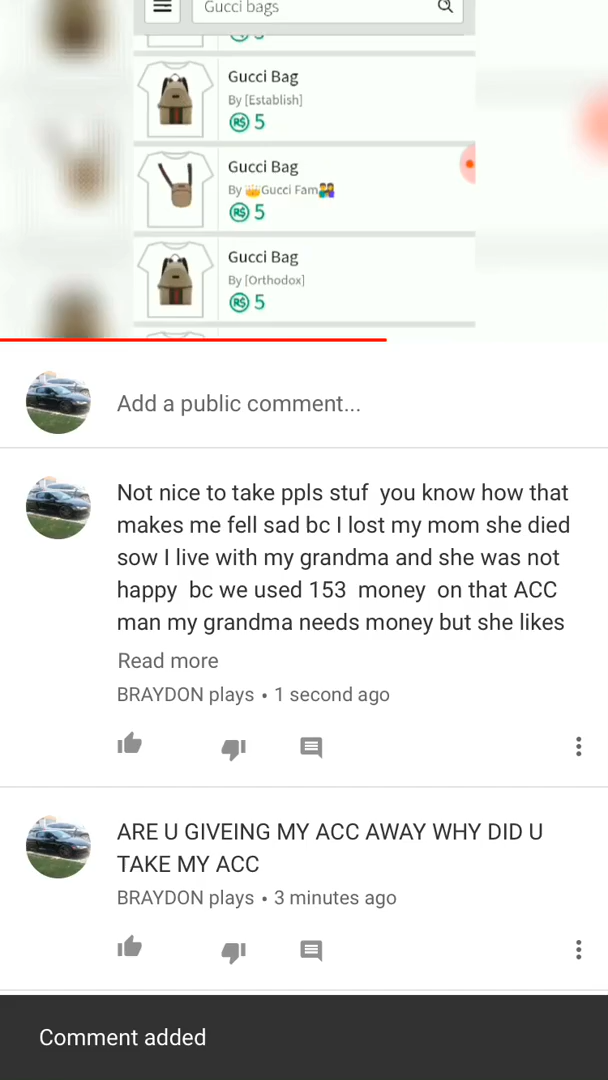 Gucci bags
5
Gucci Bag
By [Establish]
R$ 5
Gucci Bag
By 👑Gucci Fam👫
R$ 5
Gucci Bag
By [Orthodox]
R$ 5
Add a public comment...
Not nice to take ppls stuf  you know how that
makes me fell sad bc I lost my mom she died
sow I live with my grandma and she was not
happy  bc we used 153  money  on that ACC
man my grandma needs money but she likes
Read more
BRAYDON plays • 1 second ago
ARE U GIVEING MY ACC AWAY WHY DID U
TAKE MY ACC
BRAYDON plays • 3 minutes ago
Comment added